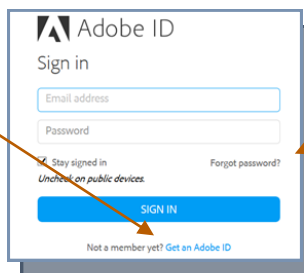 Adobe ID
Sign in
Email address
Password
Stay signed in
Forgot password?
Uncheck on public devices.
SIGN IN
Not a member yet? Get an Adobe ID